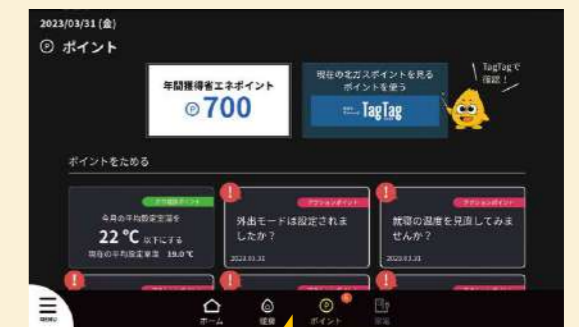 2023/03/31 (金)
ポイント
年間獲得省エネポイント
P 700
現在の北ガスポイントを見る
ポイントを使う
TagTag
TagTagで
確認！
ポイントをためる
今月の平均設定室温を
22℃ 以下にする
現在の平均設定室温 19.0℃
アクションポイント
外出モードは設定されま
したか？
2023.03.31
アクションポイント
就寝の温度を見直してみま
せんか？
2023.03.31
MENU
ホーム
暖房
ポイント